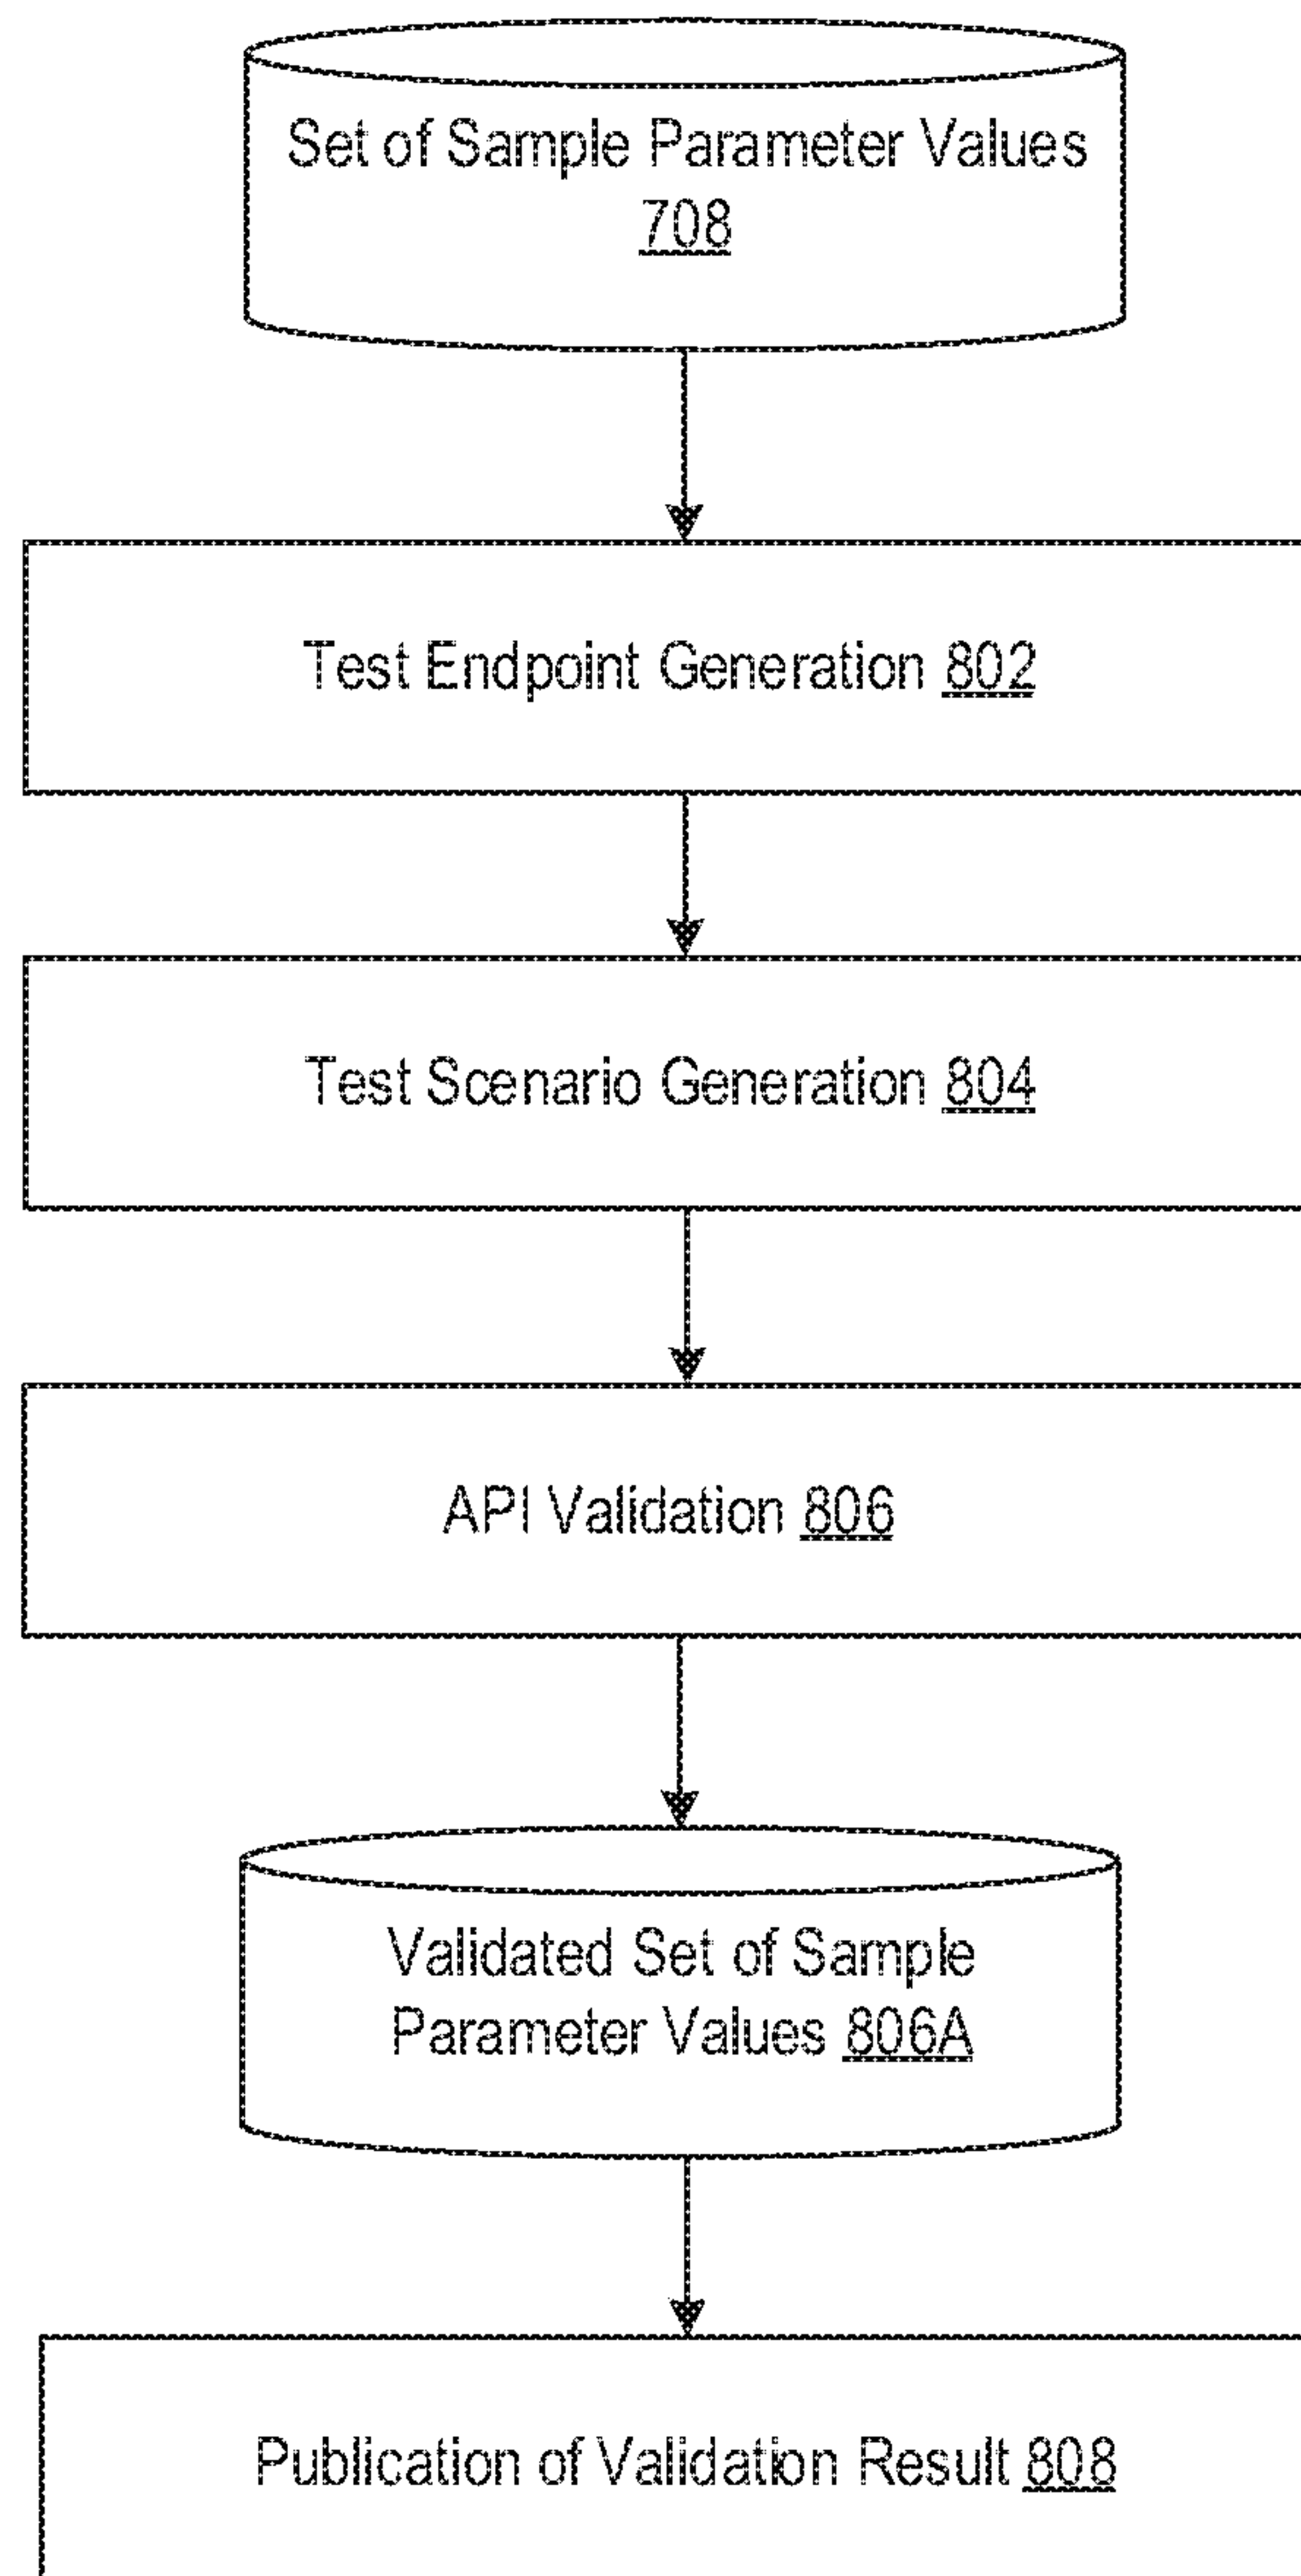 Set of Sample Parameter Values
708
Test Endpoint Generation 802
Test Scenario Generation 804
API Validation 806
Validated Set of Sample
Parameter Values 806A
Publication of Validation Result 808